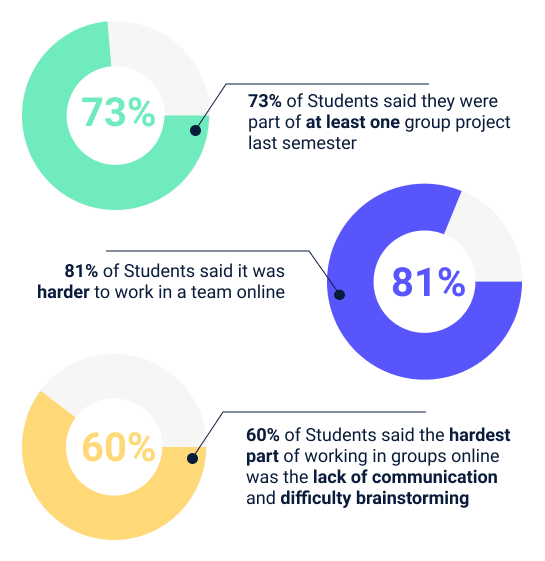 73%
73% of Students said they were
part of at least one group project
last semester
81% of Students said it was
harder to work in a team online
81%
60%
60% of Students said the hardest
part of working in groups online
was the lack of communication
and difficulty brainstorming